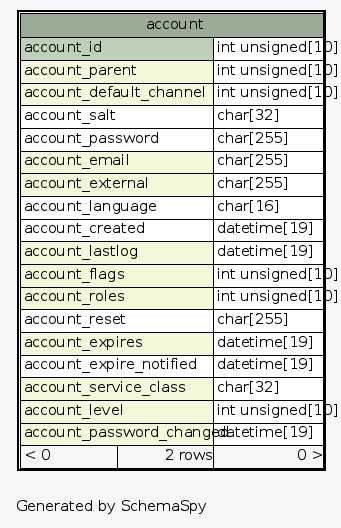 account
account_id int unsigned[10]
account_parent int unsigned[10]
account_default_channel int unsigned[10]
account_salt char[32]
account_password char[255]
account_email char[255]
account_external char[255]
account_language char[16]
account_created datetime[19]
account_lastlog datetime[19]
account_flags int unsigned[10]
account_roles int unsigned[10]
account_reset char[255]
account_expires datetime[19]
account_expire_notified datetime[19]
account_service_class char[32]
account_level int unsigned[10]
account_password_changed datetime[19]
< 0 2 rows 0 >
Generated by SchemaSpy